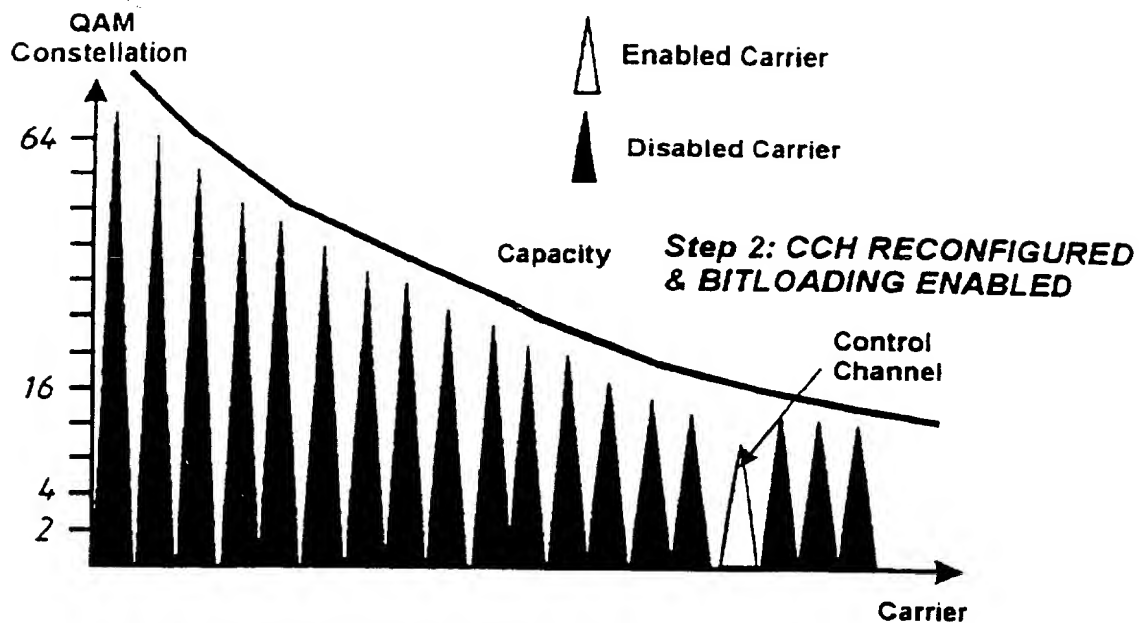 QAM
Constellation
Enabled Carrier
Disabled Carrier
64
Capacity
Step 2: CCH RECONFIGURED
& BITLOADING ENABLED
Control
Channel
16
4
2
Carrier